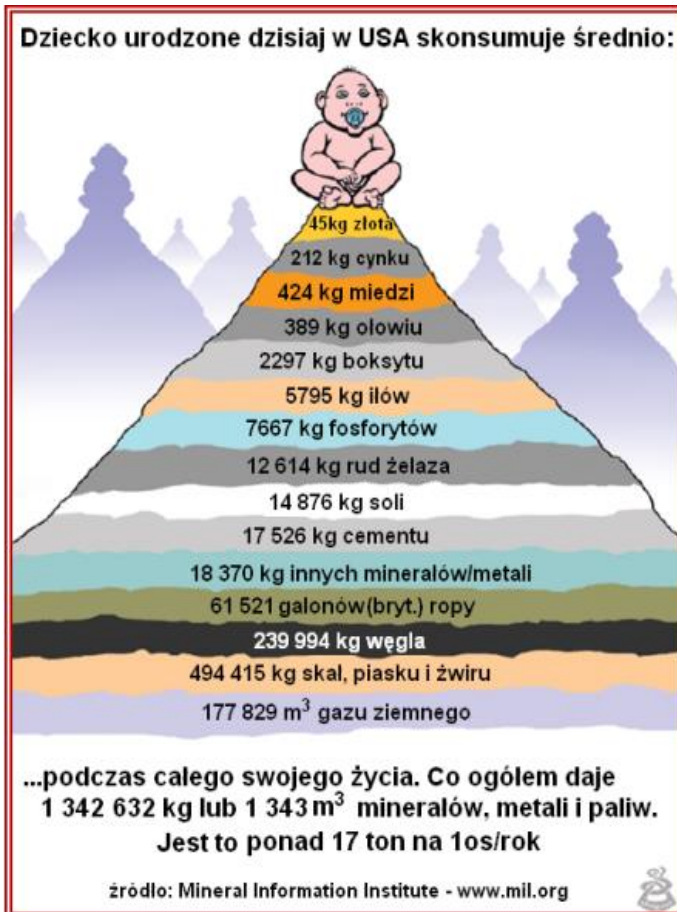 Dziecko urodzone dzisiaj w USA skonsumuje średnio:
45kg złota
212 kg cynku
424 kg miedzi
389 kg ołowiu
2297 kg boksytu
5795 kg iłów
7667 kg fosforytów
12 614 kg rud żelaza
14 876 kg soli
17 526 kg cementu
18 370 kg innych minerałów/metali
61 521 galonów(bryt.) ropy
239 994 kg węgla
494 415 kg skał, piasku i żwiru
177 829 m³ gazu ziemnego
...podczas całego swojego życia. Co ogółem daje
1 342 632 kg lub 1 343 m³ minerałów, metali i paliw.
Jest to ponad 17 ton na 1os/rok
źródło: Mineral Information Institute - www.mil.org